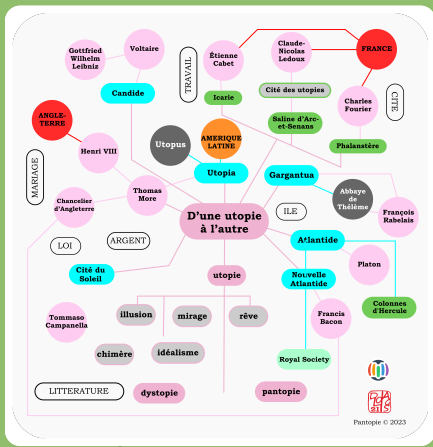 Gottfried
Wilhelm
Leibniz
Voltaire
TRAVAIL
Étienne
Cabet
Claude-
Nicolas
Ledoux
FRANCE
Candide
Icarie
Cité des utopies
Charles
Fourier
CITE
ANGLE-
TERRE
Saline d'Arc-
et-Senans
Henri VIII
Utopus
AMERIQUE
LATINE
Phalanstère
MARIAGE
Utopia
Gargantua
Thomas
More
Abbaye
de
Thélème
Chancelier
d'Angleterre
François
Rabelais
D'une utopie
à l'autre
ILE
LOI
ARGENT
Atlantide
Platon
Cité du
Soleil
utopie
Nouvelle
Atlantide
Colonnes
d'Hercule
Tommaso
Campanella
illusion
mirage
rêve
Francis
Bacon
chimère
idéalisme
Royal Society
LITTERATURE
dystopie
pantopie
Pantopie © 2023